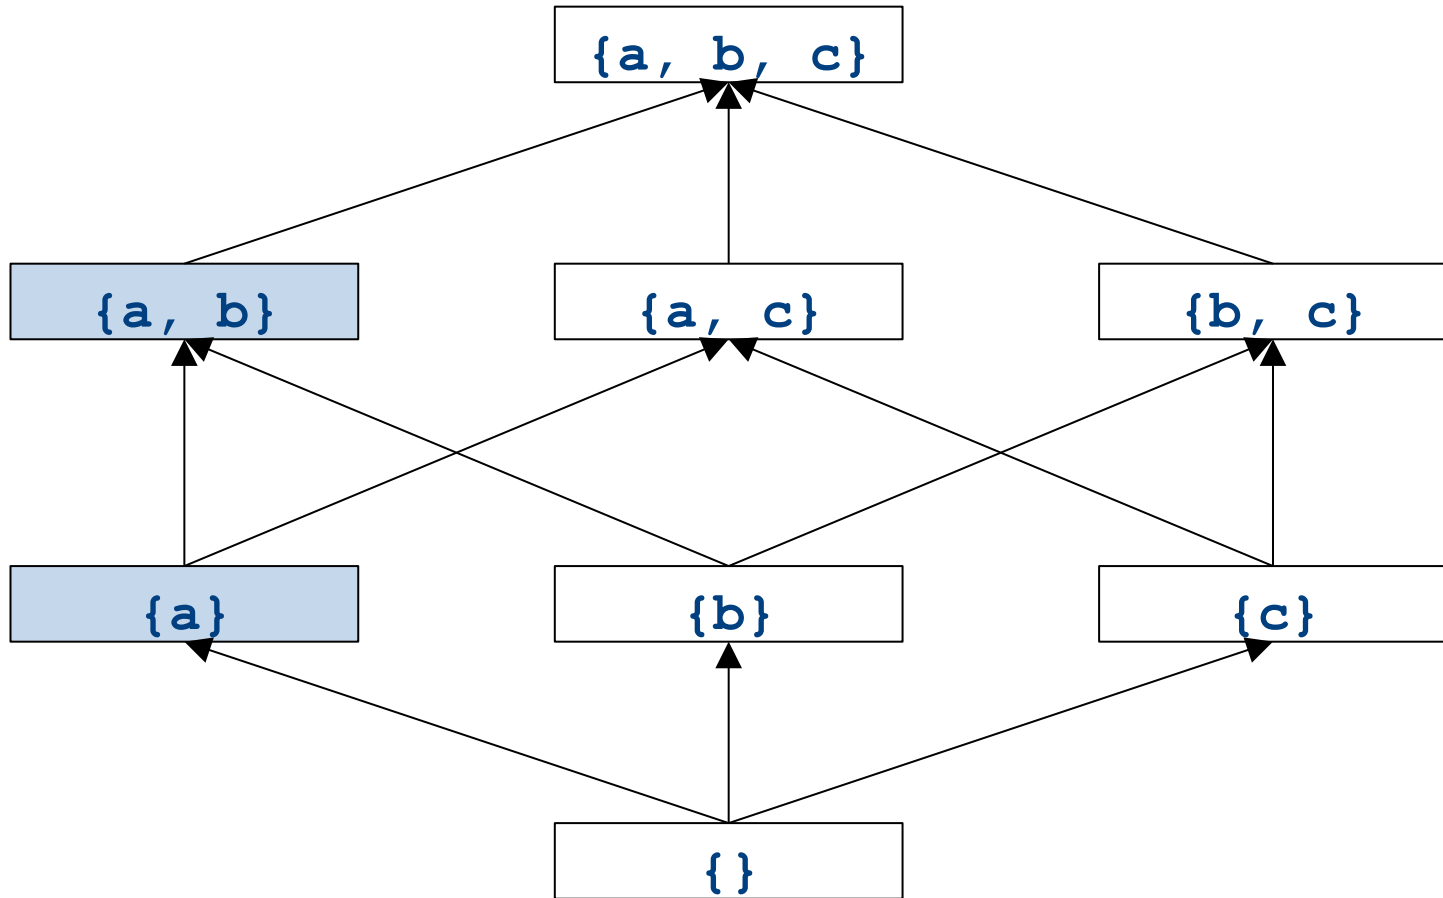 {a, b, c}
{a, b}
{a, c}
{b, c}
{a}
{b}
{c}
{}